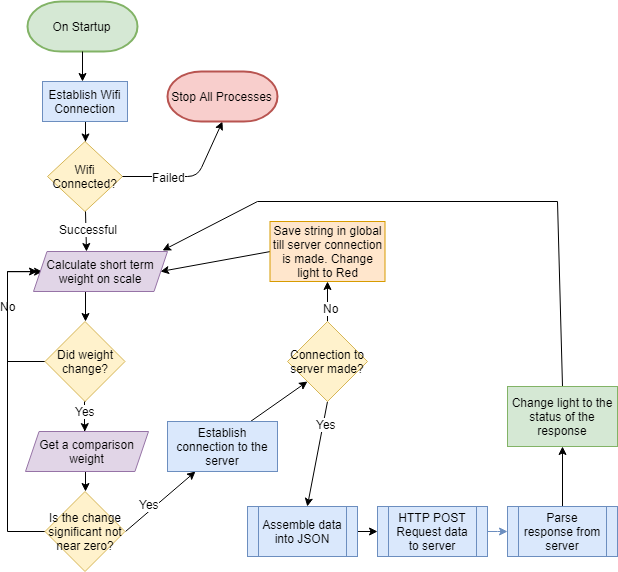 On Startup
Establish Wifi
Connection
Stop All Processes
Wifi
Connected?
Failed
Successful
Calculate short term
weight on scale
Save string in global
till server connection
is made. Change
light to Red
No
No
Did weight
change?
Connection to
server made?
Yes
Yes
Change light to the
status of the
response
Get a comparison
weight
Establish
connection to the
server
Is the change
significant not
near zero?
Yes
Assemble data
into JSON
HTTP POST
Request data
to server
Parse
response from
server